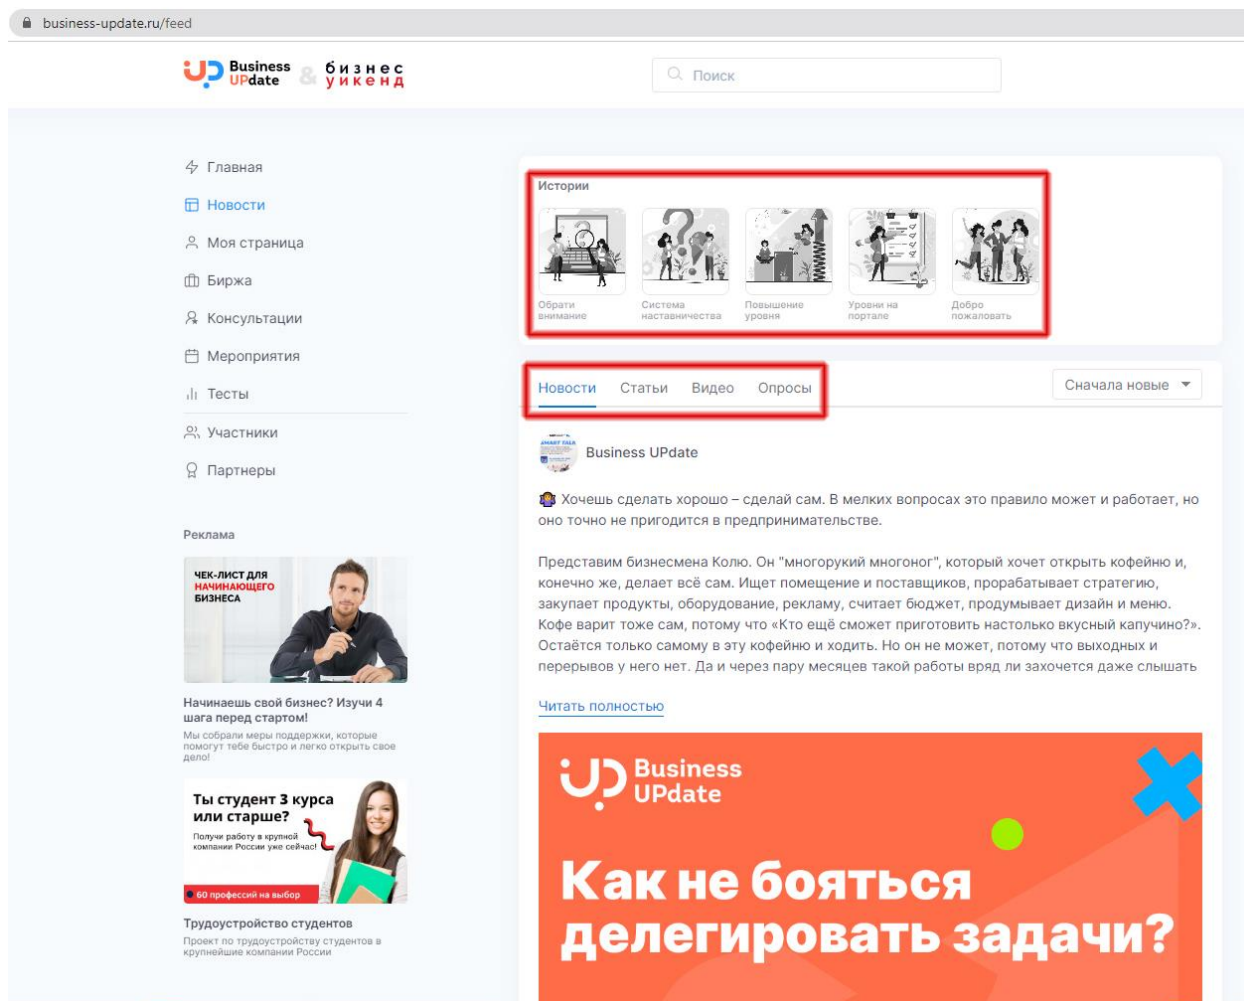 business-update.ru/feed
Business
UPdate
&
бизнес
уикенд
Поиск
Главная
Новости
Моя страница
Биржа
Консультации
Мероприятия
Тесты
Участники
Партнеры
Реклама
ЧЕК-ЛИСТ ДЛЯ
НАЧИНАЮЩЕГО
БИЗНЕСА
Начинаешь свой бизнес? Изучи 4
шага перед стартом!
Мы собрали меры поддержки, которые
помогут тебе быстро и легко открыть свое
дело!
Ты студент 3 курса
или старше?
Получи работу в крупной
компании России уже сейчас!
60 профессий на выбор
Трудоустройство студентов
Проект по трудоустройству студентов в
крупнейшие компании России
Истории
Обрати
внимание
Система
наставничества
Повышение
уровня
Уровни на
портале
Добро
пожаловать
Новости Статьи Видео Опросы
Сначала новые
SMART TALK
Business UPdate
Хочешь сделать хорошо – сделай сам. В мелких вопросах это правило может и работает, но
оно точно не пригодится в предпринимательстве.
Представим бизнесмена Колю. Он "многорукий многоног", который хочет открыть кофейню и,
конечно же, делает всё сам. Ищет помещение и поставщиков, прорабатывает стратегию,
закупает продукты, оборудование, рекламу, считает бюджет, продумывает дизайн и меню.
Кофе варит тоже сам, потому что «Кто ещё сможет приготовить настолько вкусный капучино?».
Остаётся только самому в эту кофейню и ходить. Но он не может, потому что выходных и
перерывов у него нет. Да и через пару месяцев такой работы вряд ли захочется даже слышать
Читать полностью
Business
UPdate
Как не бояться
делегировать задачи?